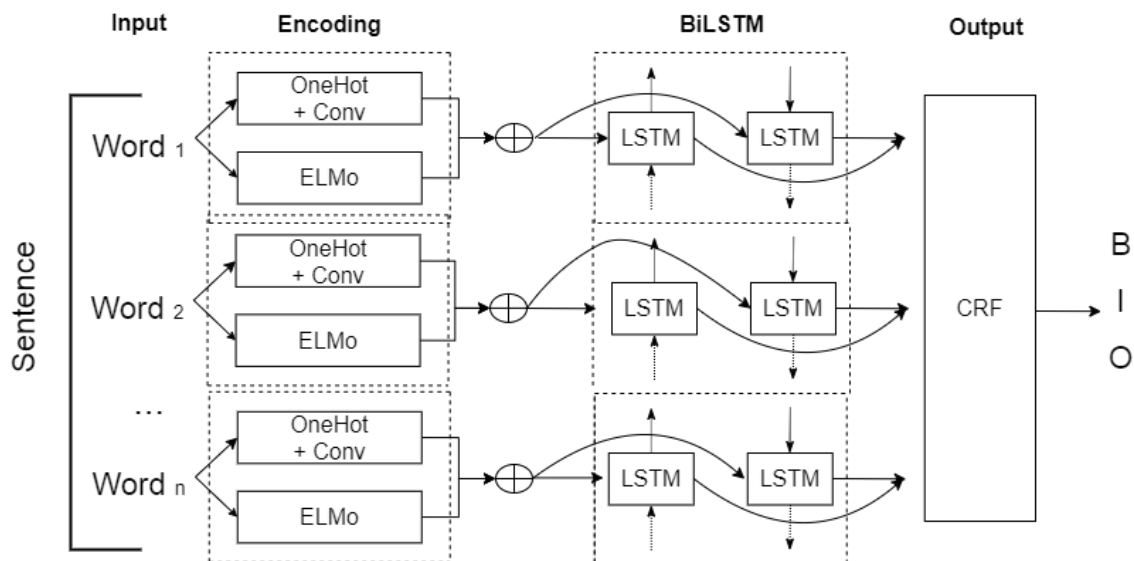 Input Encoding BiLSTM Output
Sentence
Word 1
OneHot
+ Conv
ELMo
LSTM LSTM
Word 2
OneHot
+ Conv
ELMo
LSTM LSTM
...
Word n
OneHot
+ Conv
ELMo
LSTM LSTM
CRF
B
I
O